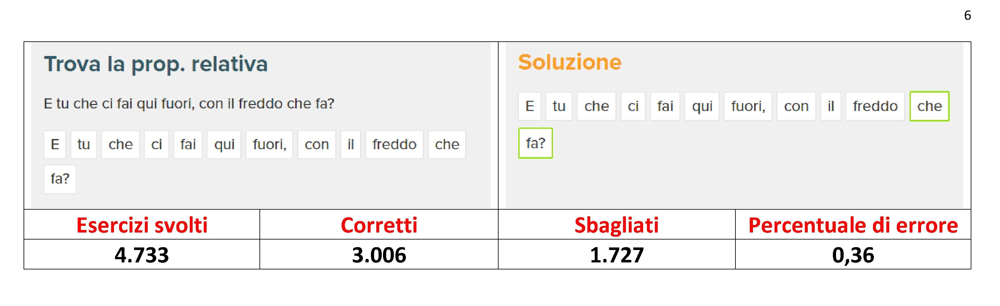 6
Trova la prop. relativa
E tu che ci fai qui fuori, con il freddo che fa?
E tu che ci fai qui fuori, con il freddo che
fa?
Soluzione
E tu che ci fai qui fuori, con il freddo che
fa?
Esercizi svolti Corretti Sbagliati Percentuale di errore
4.733 3.006 1.727 0,36